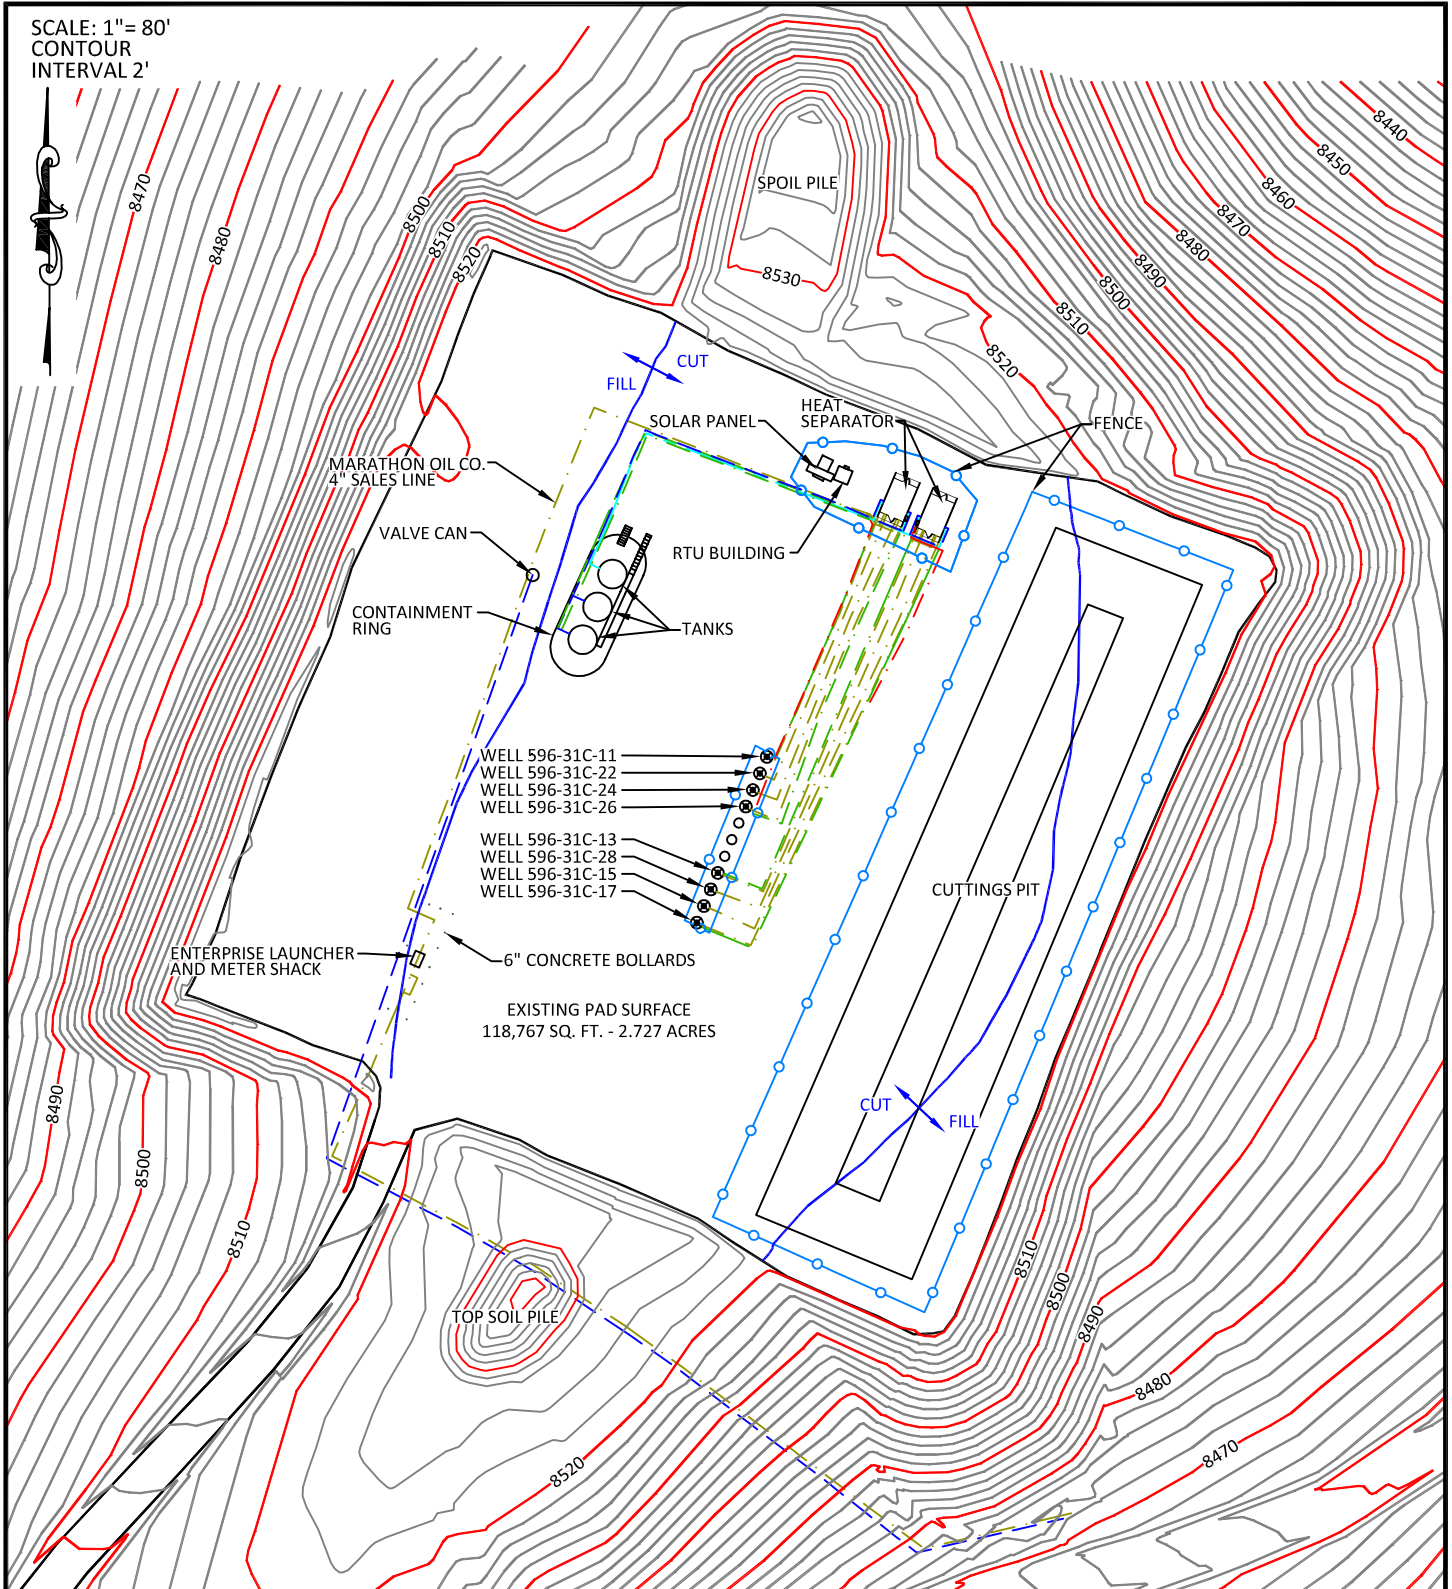 SCALE: 1"= 80'
CONTOUR
INTERVAL 2'
8440
8450
8460
8470
8480
8490
8500
8510
8520
8470
8480
8500
8510
8520
SPOIL PILE
8530
CUT
FILL
SOLAR PANEL
HEAT
SEPARATOR
FENCE
MARATHON OIL CO.
4" SALES LINE
VALVE CAN
RTU BUILDING
CONTAINMENT
RING
TANKS
WELL 596-31C-11
WELL 596-31C-22
WELL 596-31C-24
WELL 596-31C-26
WELL 596-31C-13
WELL 596-31C-28
WELL 596-31C-15
WELL 596-31C-17
CUTTINGS PIT
ENTERPRISE LAUNCHER
AND METER SHACK
6" CONCRETE BOLLARDS
EXISTING PAD SURFACE
118,767 SQ. FT. - 2.727 ACRES
CUT
FILL
8490
8500
8510
8510
8500
8490
8480
8470
TOP SOIL PILE
8520